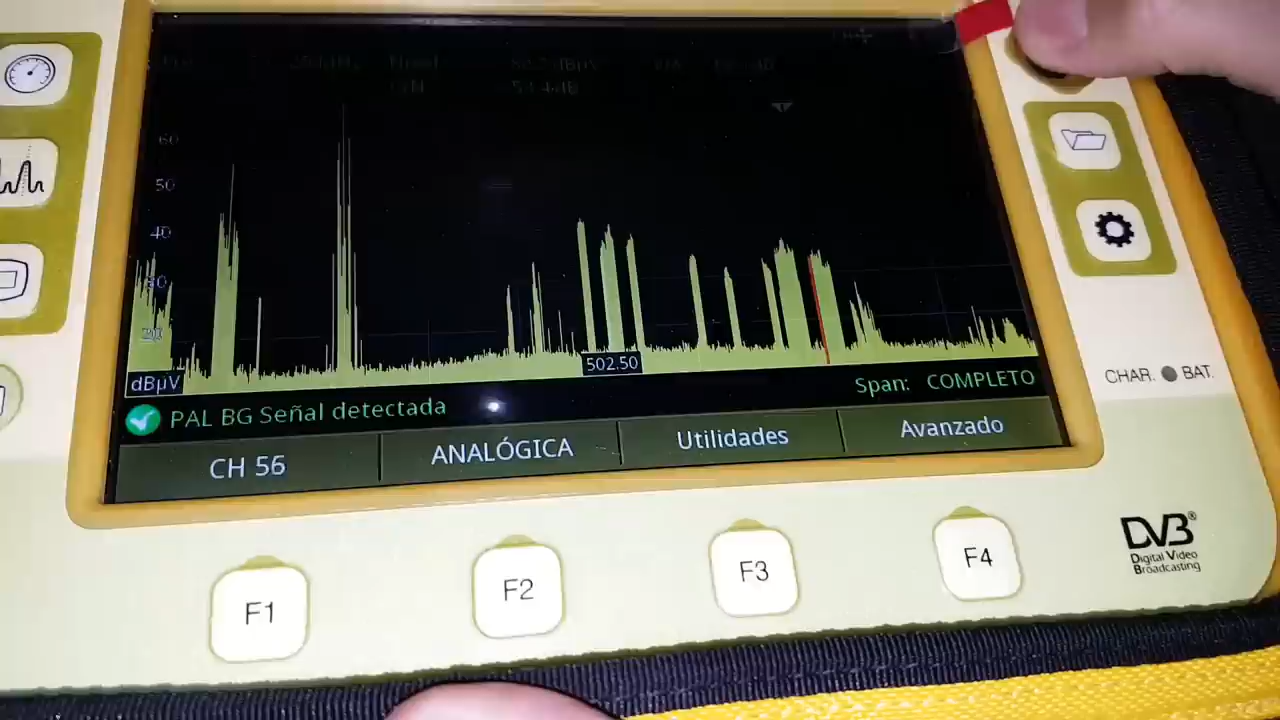 60
50
40
30
20
dBµV
502.50
PAL BG Señal detectada
Span: COMPLETO
CH 56
ANALÓGICA
Utilidades
Avanzado
F1
F2
F3
F4
CHAR.
BAT.
DVB®
Digital Video
Broadcasting